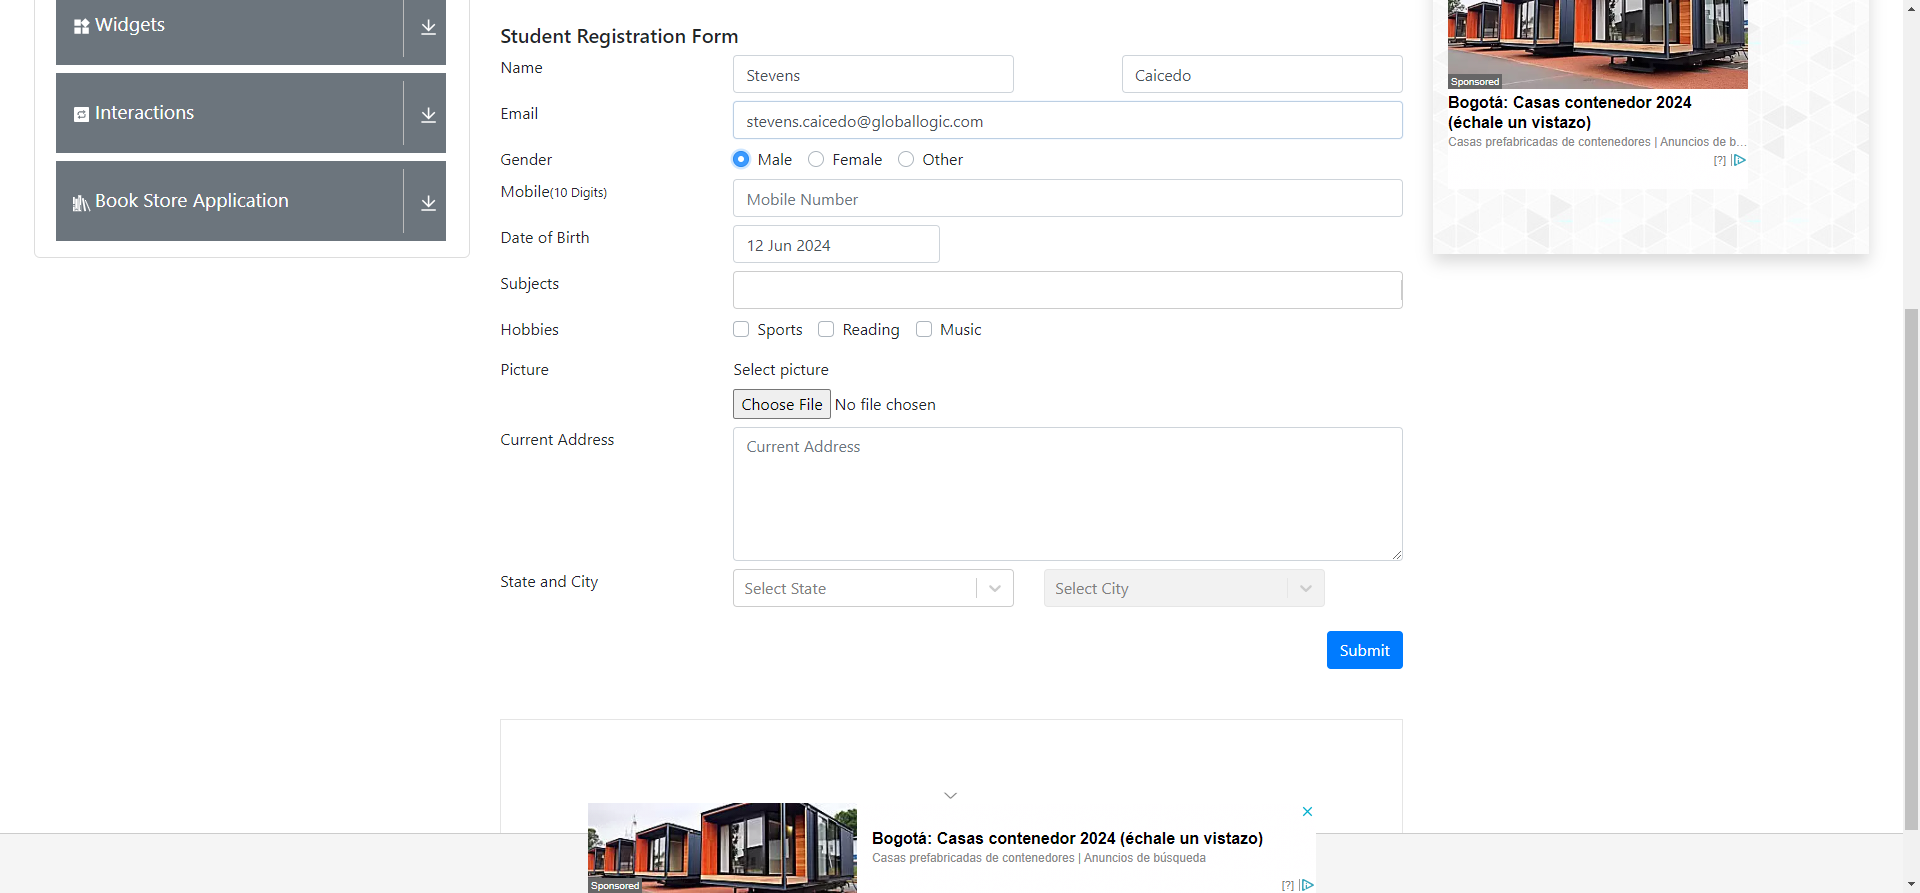 Widgets
Interactions
Book Store Application
Student Registration Form
Name
Stevens
Caicedo
Email
stevens.caicedo@globallogic.com
Gender
Male
Female
Other
Mobile(10 Digits)
Mobile Number
Date of Birth
12 Jun 2024
Subjects
Hobbies
Sports
Reading
Music
Picture
Select picture
Choose File No file chosen
Current Address
Current Address
State and City
Select State
Select City
Submit
Sponsored
Bogotá: Casas contenedor 2024
(échale un vistazo)
Casas prefabricadas de contenedores | Anuncios de b...
[?]
Sponsored
Bogotá: Casas contenedor 2024 (échale un vistazo)
Casas prefabricadas de contenedores | Anuncios de búsqueda
[?]